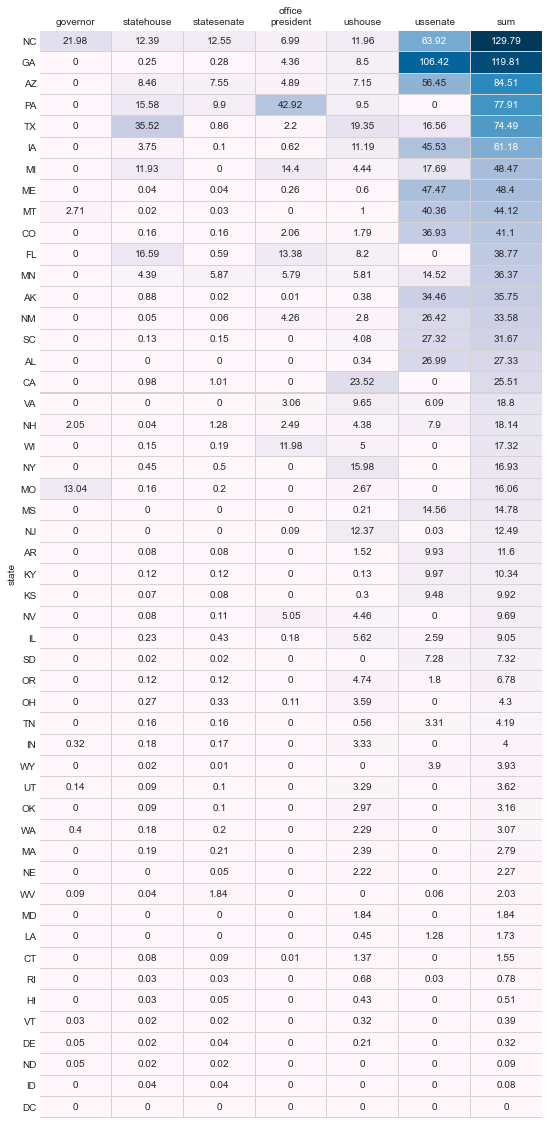 office
governor statehouse statesenate president ushouse ussenate sum
NC 21.98 12.39 12.55 6.99 11.96 63.92 129.79
GA 0 0.25 0.28 4.36 8.5 106.42 119.81
AZ 0 8.46 7.55 4.89 7.15 56.45 84.51
PA 0 15.58 9.9 42.92 9.5 0 77.91
TX 0 35.52 0.86 2.2 19.35 16.56 74.49
IA 0 3.75 0.1 0.62 11.19 45.53 61.18
MI 0 11.93 0 14.4 4.44 17.69 48.47
ME 0 0.04 0.04 0.26 0.6 47.47 48.4
MT 2.71 0.02 0.03 0 1 40.36 44.12
CO 0 0.16 0.16 2.06 1.79 36.93 41.1
FL 0 16.59 0.59 13.38 8.2 0 38.77
MN 0 4.39 5.87 5.79 5.81 14.52 36.37
AK 0 0.88 0.02 0.01 0.38 34.46 35.75
NM 0 0.05 0.06 4.26 2.8 26.42 33.58
SC 0 0.13 0.15 0 4.08 27.32 31.67
AL 0 0 0 0 0.34 26.99 27.33
CA 0 0.98 1.01 0 23.52 0 25.51
VA 0 0 0 3.06 9.65 6.09 18.8
NH 2.05 0.04 1.28 2.49 4.38 7.9 18.14
WI 0 0.15 0.19 11.98 5 0 17.32
NY 0 0.45 0.5 0 15.98 0 16.93
MO 13.04 0.16 0.2 0 2.67 0 16.06
MS 0 0 0 0 0.21 14.56 14.78
NJ 0 0 0 0.09 12.37 0.03 12.49
AR 0 0.08 0.08 0 1.52 9.93 11.6
KY 0 0.12 0.12 0 0.13 9.97 10.34
state
KS 0 0.07 0.08 0 0.3 9.48 9.92
NV 0 0.08 0.11 5.05 4.46 0 9.69
IL 0 0.23 0.43 0.18 5.62 2.59 9.05
SD 0 0.02 0.02 0 0 7.28 7.32
OR 0 0.12 0.12 0 4.74 1.8 6.78
OH 0 0.27 0.33 0.11 3.59 0 4.3
TN 0 0.16 0.16 0 0.56 3.31 4.19
IN 0.32 0.18 0.17 0 3.33 0 4
WY 0 0.02 0.01 0 0 3.9 3.93
UT 0.14 0.09 0.1 0 3.29 0 3.62
OK 0 0.09 0.1 0 2.97 0 3.16
WA 0.4 0.18 0.2 0 2.29 0 3.07
MA 0 0.19 0.21 0 2.39 0 2.79
NE 0 0 0.05 0 2.22 0 2.27
WV 0.09 0.04 1.84 0 0 0.06 2.03
MD 0 0 0 0 1.84 0 1.84
LA 0 0 0 0 0.45 1.28 1.73
CT 0 0.08 0.09 0.01 1.37 0 1.55
RI 0 0.03 0.03 0 0.68 0.03 0.78
HI 0 0.03 0.05 0 0.43 0 0.51
VT 0.03 0.02 0.02 0 0.32 0 0.39
DE 0.05 0.02 0.04 0 0.21 0 0.32
ND 0.05 0.02 0.02 0 0 0 0.09
ID 0 0.04 0.04 0 0 0 0.08
DC 0 0 0 0 0 0 0